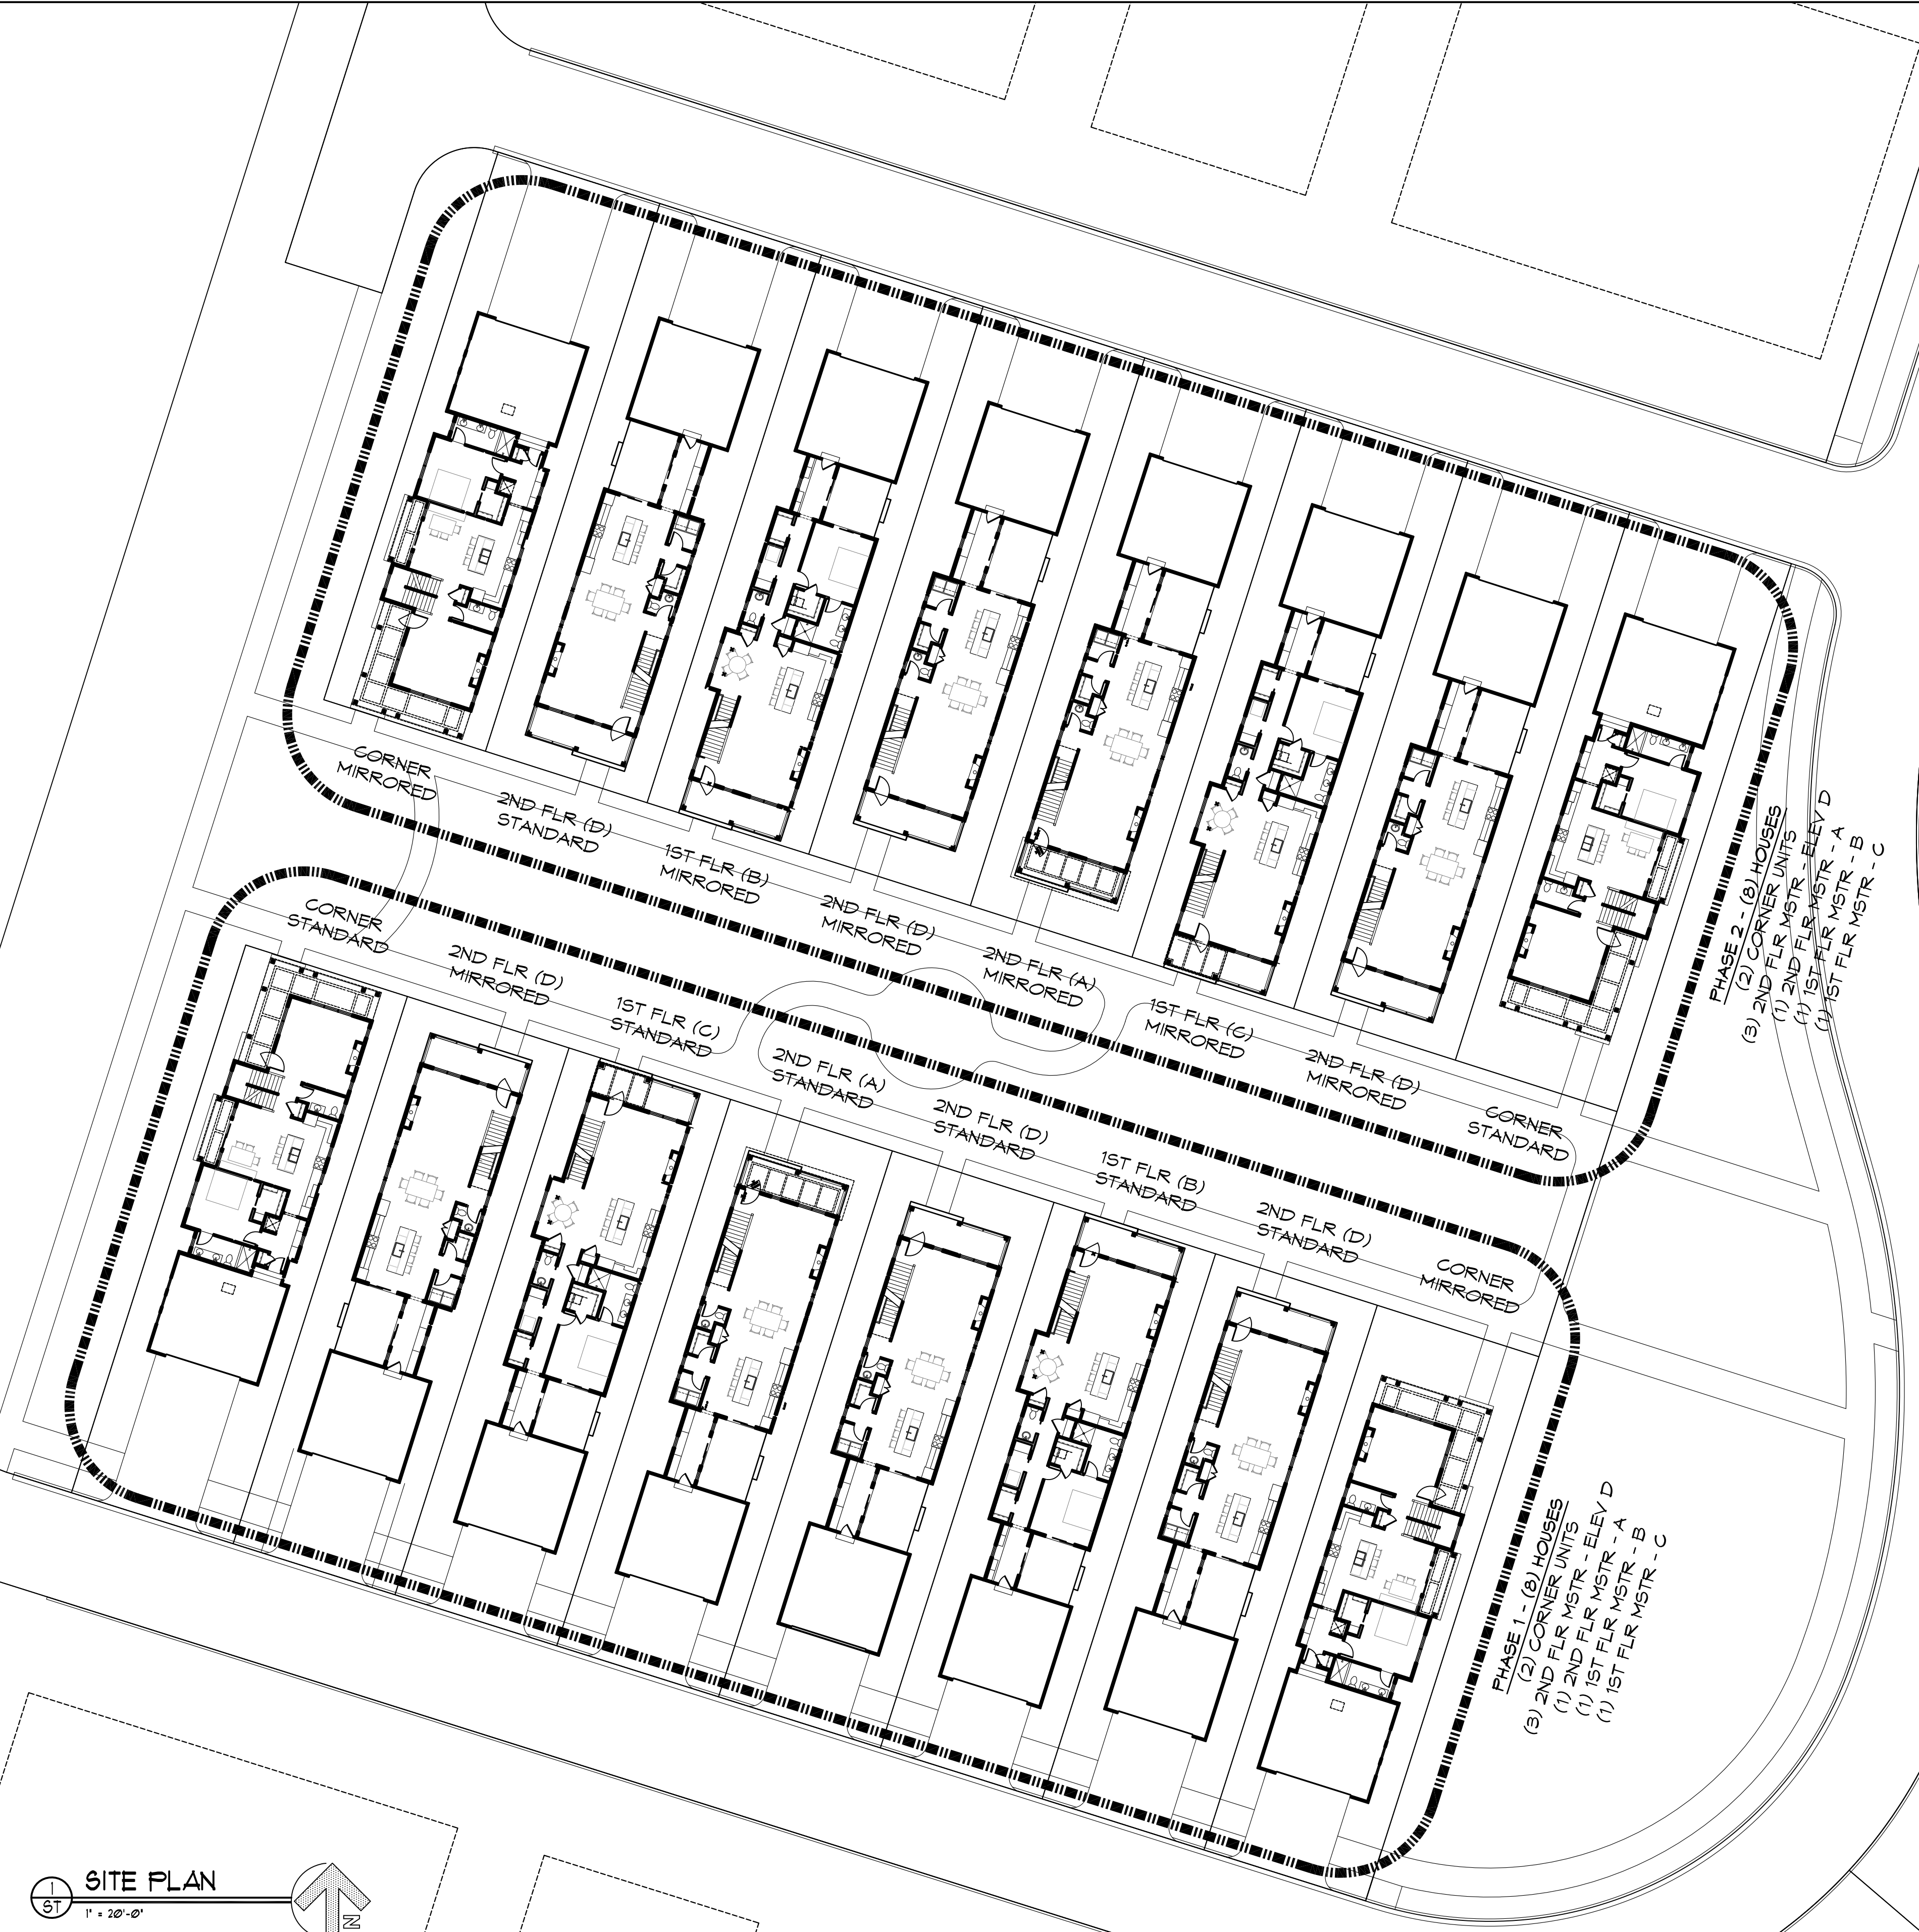 CORNER
MIRRORED
2ND FLR (D)
STANDARD
1ST FLR (B)
MIRRORED
2ND FLR (D)
MIRRORED
2ND FLR (A)
MIRRORED
1ST FLR (C)
MIRRORED
2ND FLR (D)
MIRRORED
CORNER
STANDARD
PHASE 2 - (8) HOUSES
(2) CORNER UNITS
(3) 2ND FLR MSTR - ELEV D
(1) 2ND FLR MSTR - A
(1) 1ST FLR MSTR - B
(1) 1ST FLR MSTR - C
CORNER
STANDARD
2ND FLR (D)
MIRRORED
1ST FLR (C)
STANDARD
2ND FLR (A)
STANDARD
2ND FLR (D)
STANDARD
1ST FLR (B)
STANDARD
2ND FLR (D)
STANDARD
CORNER
MIRRORED
PHASE 1 - (8) HOUSES
(2) CORNER UNITS
(3) 2ND FLR MSTR - ELEV D
(1) 2ND FLR MSTR - A
(1) 1ST FLR MSTR - B
(1) 1ST FLR MSTR - C
1
ST
SITE PLAN
1" = 20'-0"
N